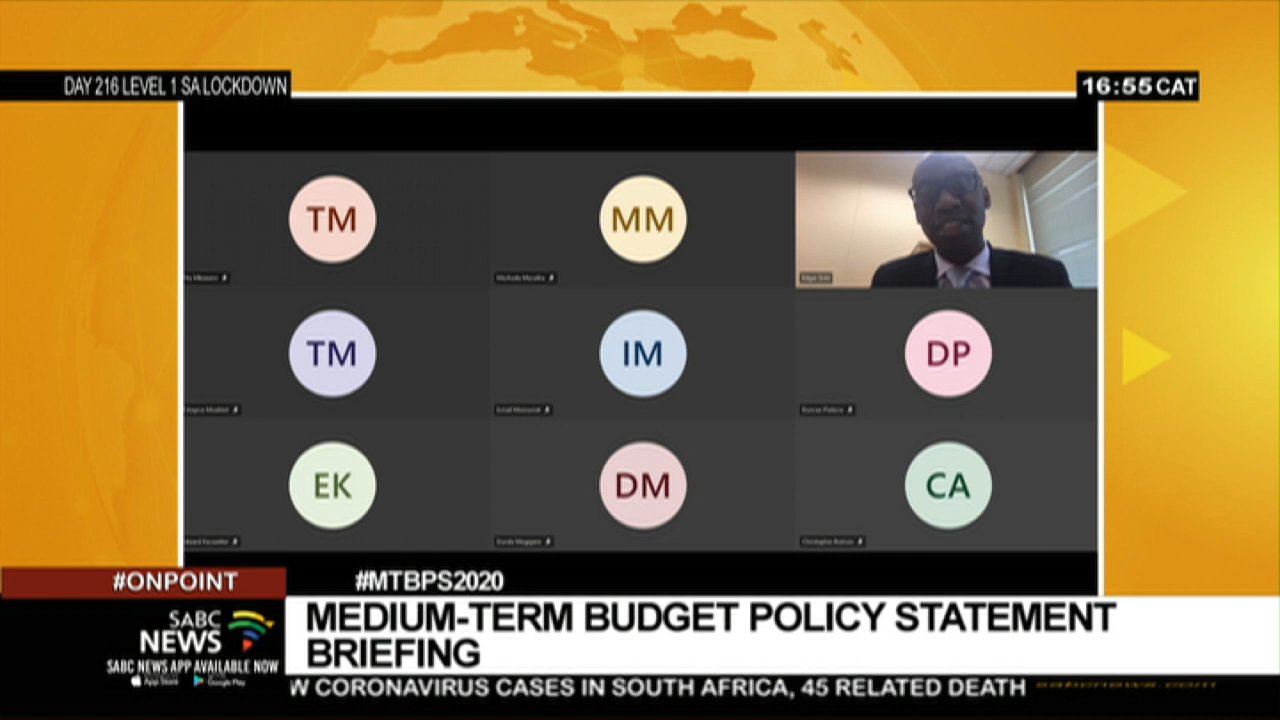 DAY 216 LEVEL 1 SA LOCKDOWN
16:55 CAT
TM
MM
TM
IM
DP
EK
DM
CA
#ONPOINT
#MTBPS2020
SABC
NEWS
SABC NEWS APP AVAILABLE NOW
App Store
Google Play
MEDIUM-TERM BUDGET POLICY STATEMENT
BRIEFING
W CORONAVIRUS CASES IN SOUTH AFRICA, 45 RELATED DEATH
sabcnews.com